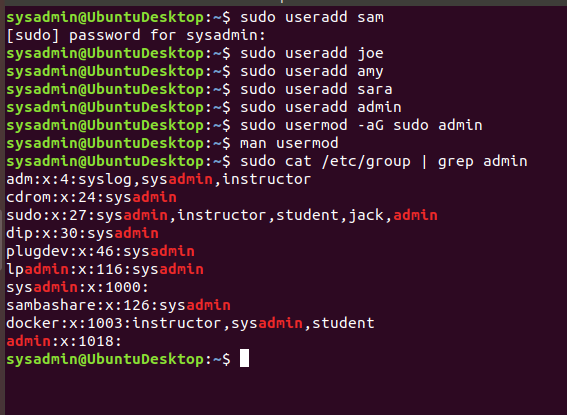 sysadmin@UbuntuDesktop:~$ sudo useradd sam
[sudo] password for sysadmin:
sysadmin@UbuntuDesktop:~$ sudo useradd joe
sysadmin@UbuntuDesktop:~$ sudo useradd amy
sysadmin@UbuntuDesktop:~$ sudo useradd sara
sysadmin@UbuntuDesktop:~$ sudo useradd admin
sysadmin@UbuntuDesktop:~$ sudo usermod -aG sudo admin
sysadmin@UbuntuDesktop:~$ man usermod
sysadmin@UbuntuDesktop:~$ sudo cat /etc/group | grep admin
adm:x:4:syslog,sysadmin,instructor
cdrom:x:24:sysadmin
sudo:x:27:sysadmin,instructor,student,jack,admin
dip:x:30:sysadmin
plugdev:x:46:sysadmin
lpadmin:x:116:sysadmin
sysadmin:x:1000:
sambashare:x:126:sysadmin
docker:x:1003:instructor,sysadmin,student
admin:x:1018:
sysadmin@UbuntuDesktop:~$